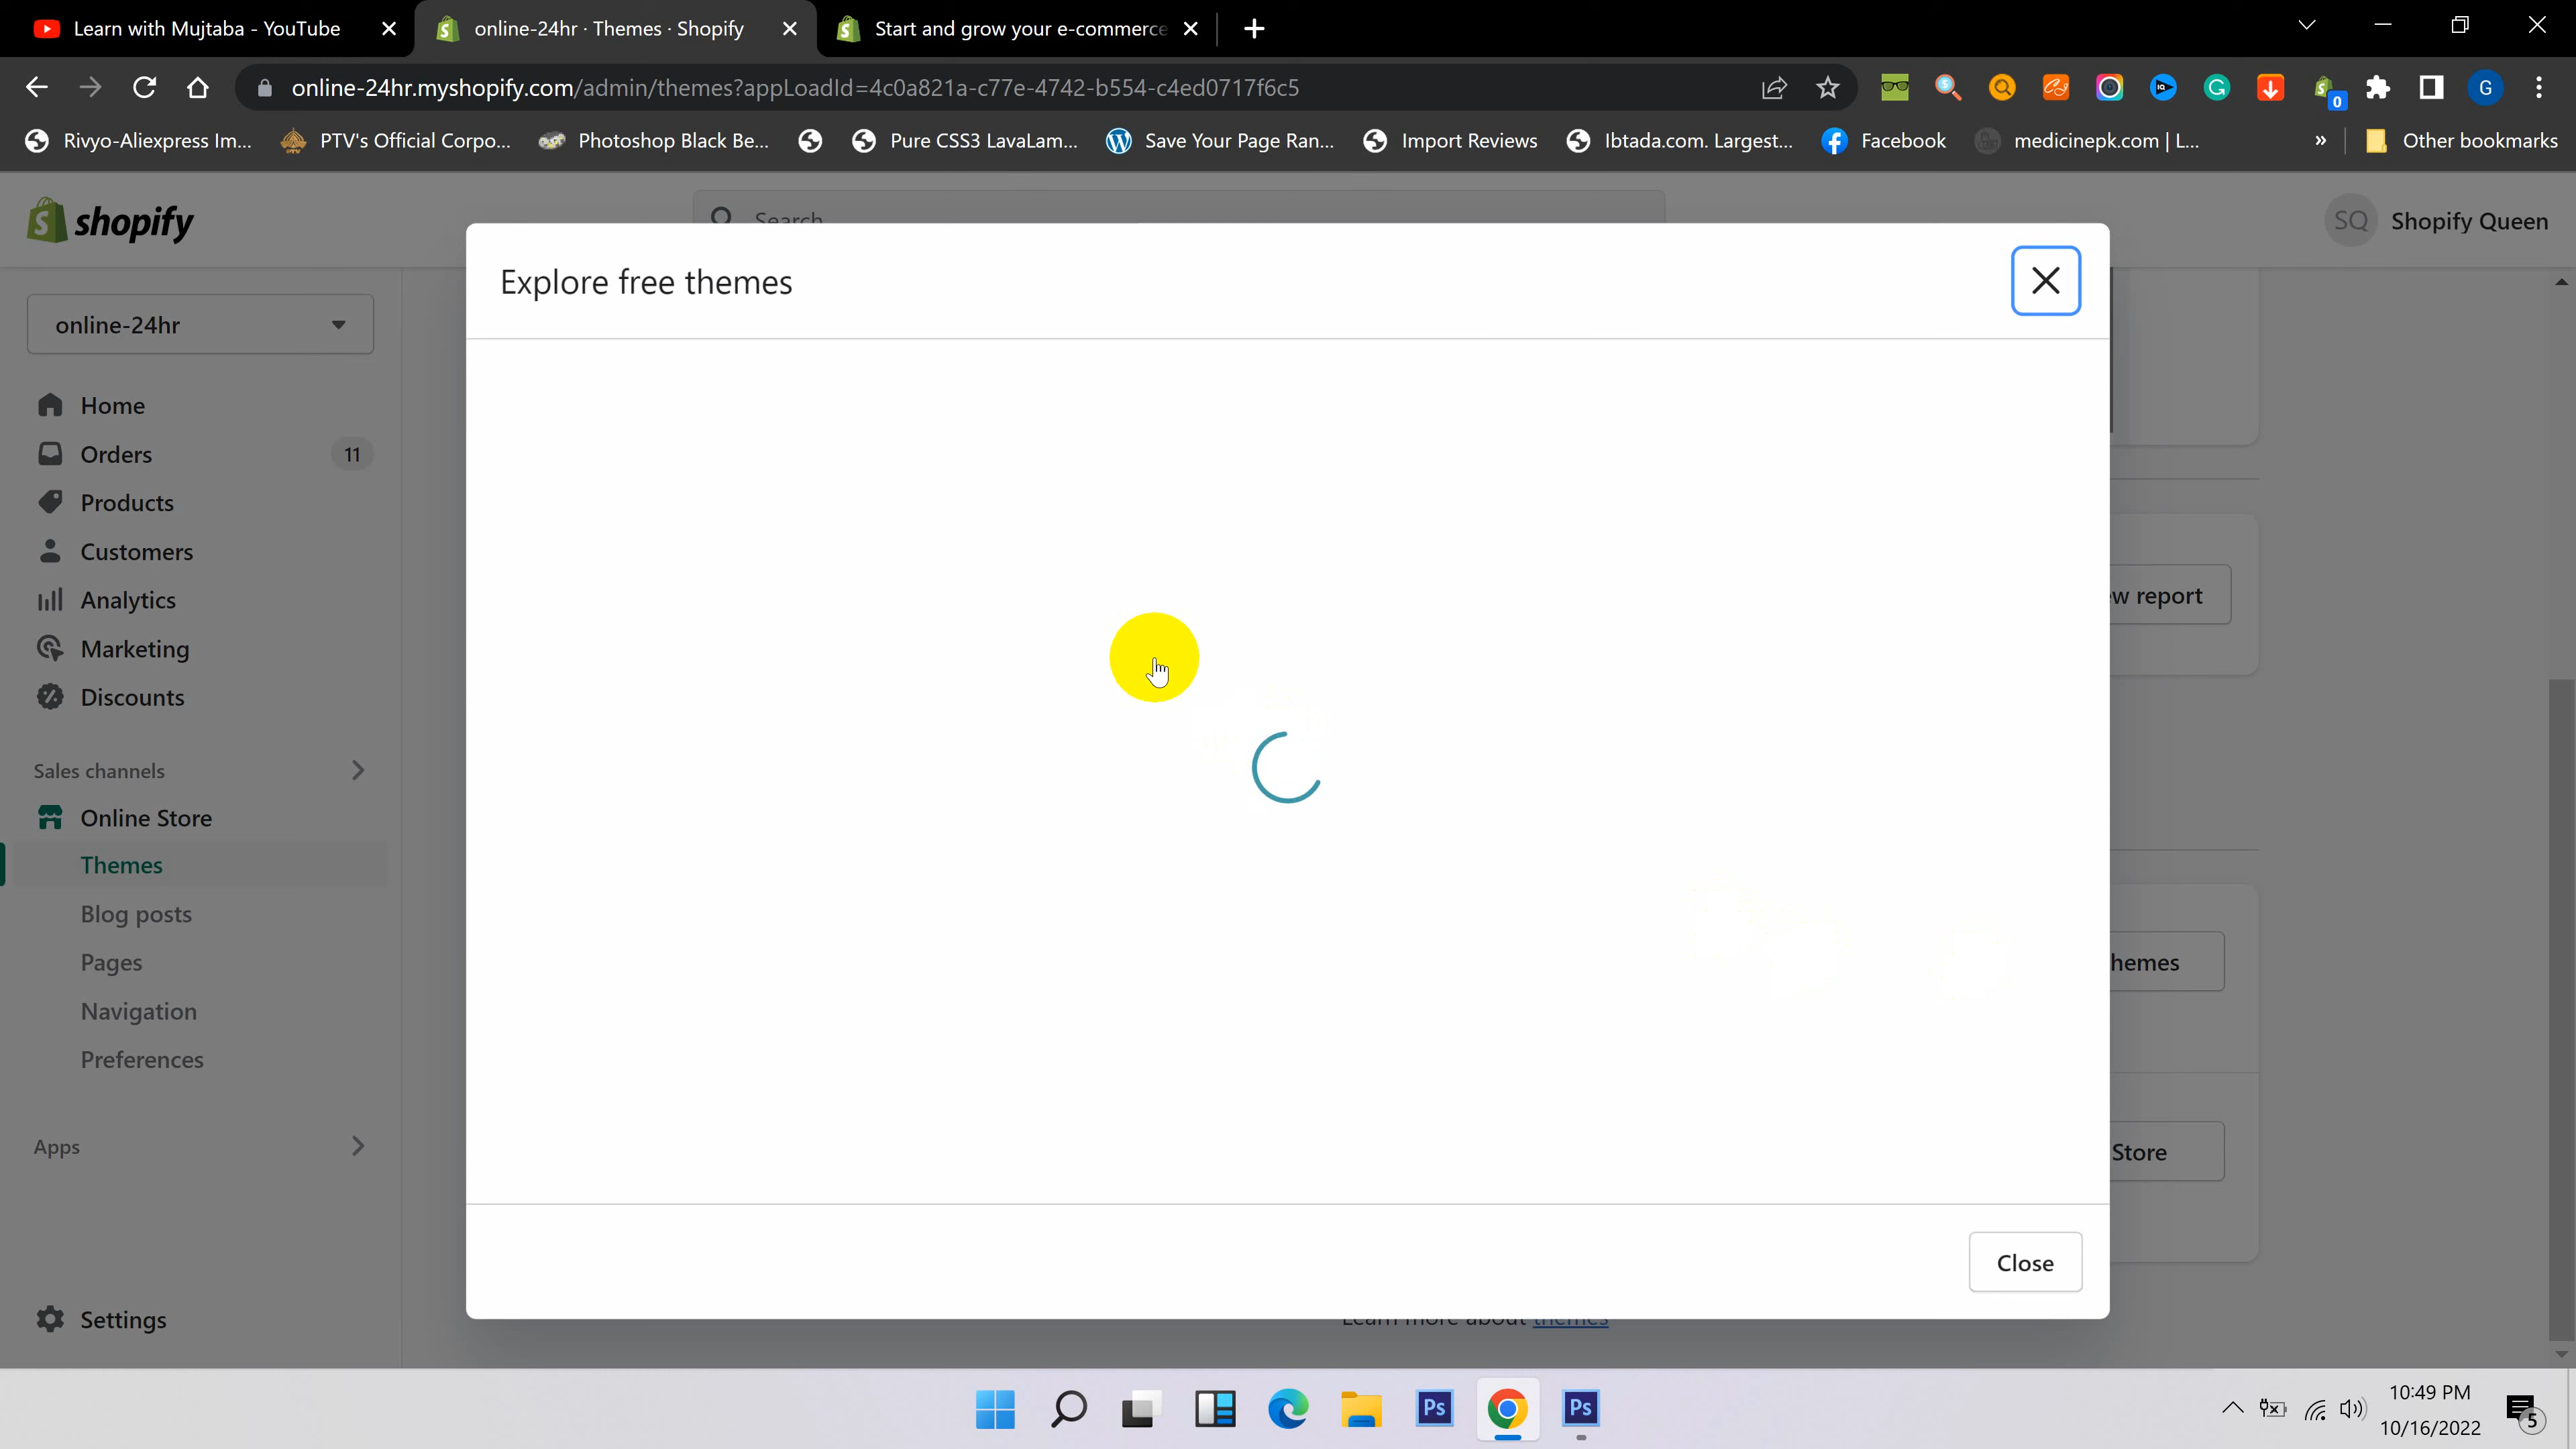 Learn with Mujtaba - YouTube
online-24hr · Themes · Shopify
Start and grow your e-commerce
online-24hr.myshopify.com/admin/themes?appLoadId=4c0a821a-c77e-4742-b554-c4ed0717f6c5
0
G
Rivyo-Aliexpress Im...
PTV's Official Corpo...
Photoshop Black Be...
Pure CSS3 LavaLam...
Save Your Page Ran...
Import Reviews
Ibtada.com. Largest...
Facebook
medicinepk.com | L...
»
Other bookmarks
shopify
Search
SQ
Shopify Queen
Explore free themes
online-24hr
Home
Orders
11
Products
Customers
Analytics
Marketing
Discounts
Sales channels
Online Store
Themes
Blog posts
Pages
Navigation
Preferences
Apps
Settings
w report
hemes
Store
Close
Learn more about themes
Ps
Ps
10:49 PM
10/16/2022
5